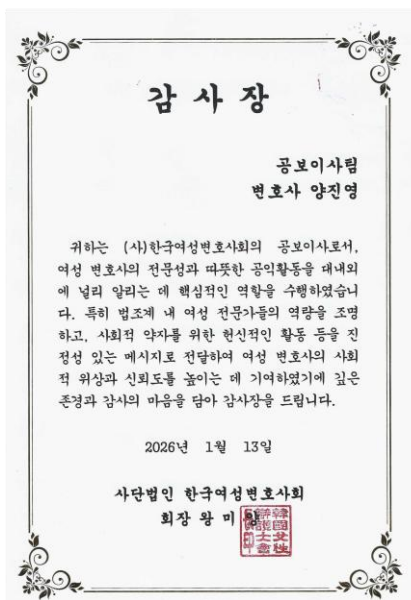 감 사 장
공보이사팀
변호사 양진영
귀하는 (사)한국여성변호사회의 공보이사로서,
여성 변호사의 전문성과 따뜻한 공익활동을 대내외
에 널리 알리는 데 핵심적인 역할을 수행하였습니
다. 특히 법조계 내 여성 전문가들의 역량을 조명
하고, 사회적 약자를 위한 헌신적인 활동 등을 진
정성 있는 메시지로 전달하여 여성 변호사의 사회
적 위상과 신뢰도를 높이는 데 기여하였기에 깊은
존경과 감사의 마음을 담아 감사장을 드립니다.
2026년 1월 13일
사단법인 한국여성변호사회
회장 왕 미 양